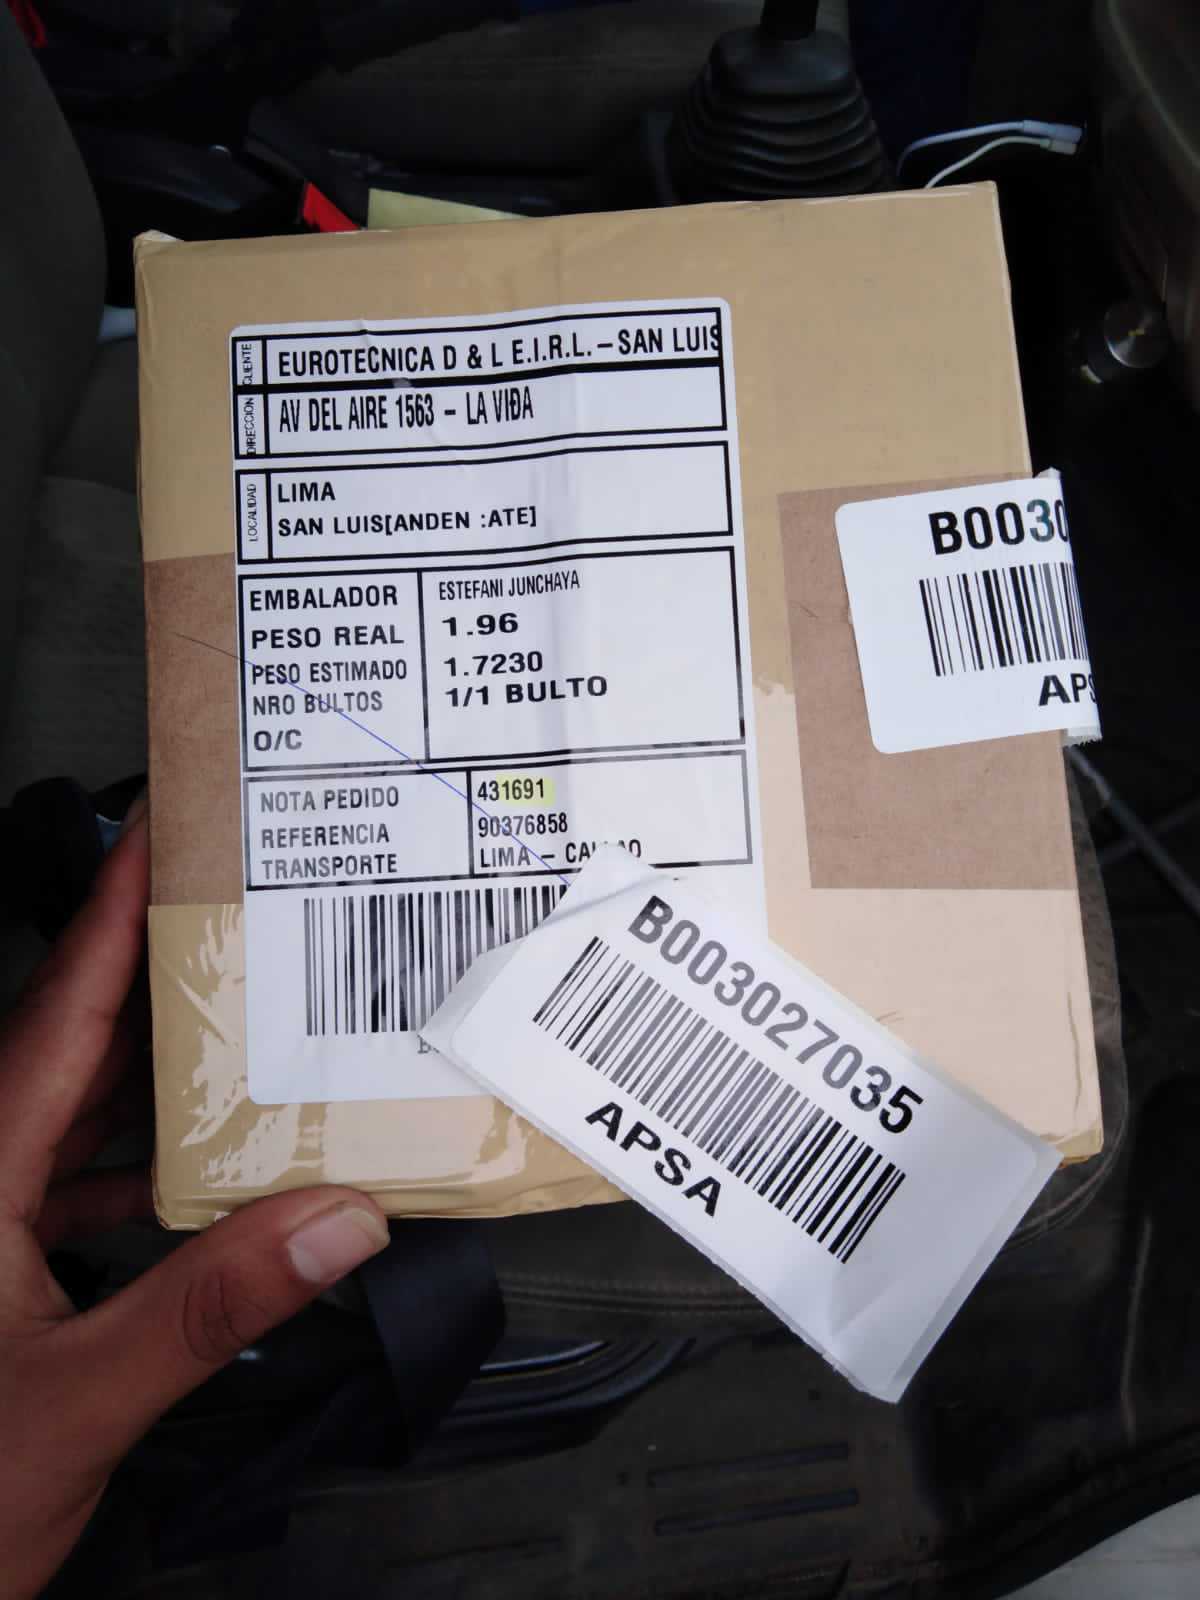 CLIENTE
EUROTECNICA D & L E.I.R.L. – SAN LUIS
DIRECCION
AV DEL AIRE 1563 – LA VIĐA
LOCALIDAD
LIMA
SAN LUIS[ANDEN :ATE]
EMBALADOR ESTEFANI JUNCHAYA
PESO REAL 1.96
PESO ESTIMADO 1.7230
NRO BULTOS 1/1 BULTO
O/C
NOTA PEDIDO 431691
REFERENCIA 90376858
TRANSPORTE LIMA –
B0030
APS
B003027035
APSA